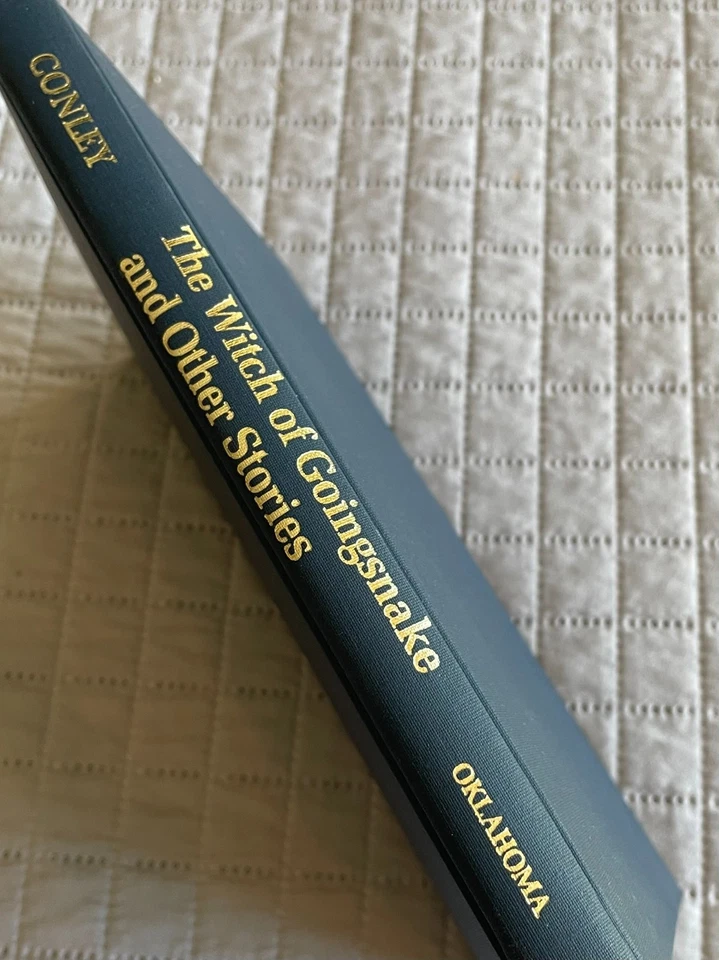 CONLEY
The Witch of Goingsnake
and Other Stories
OKLAHOMA